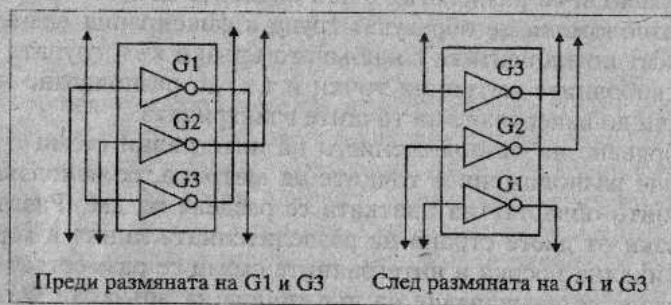 G1
G2
G3
G3
G2
G1
Преди размяната на G1 и G3
След размяната на G1 и G3